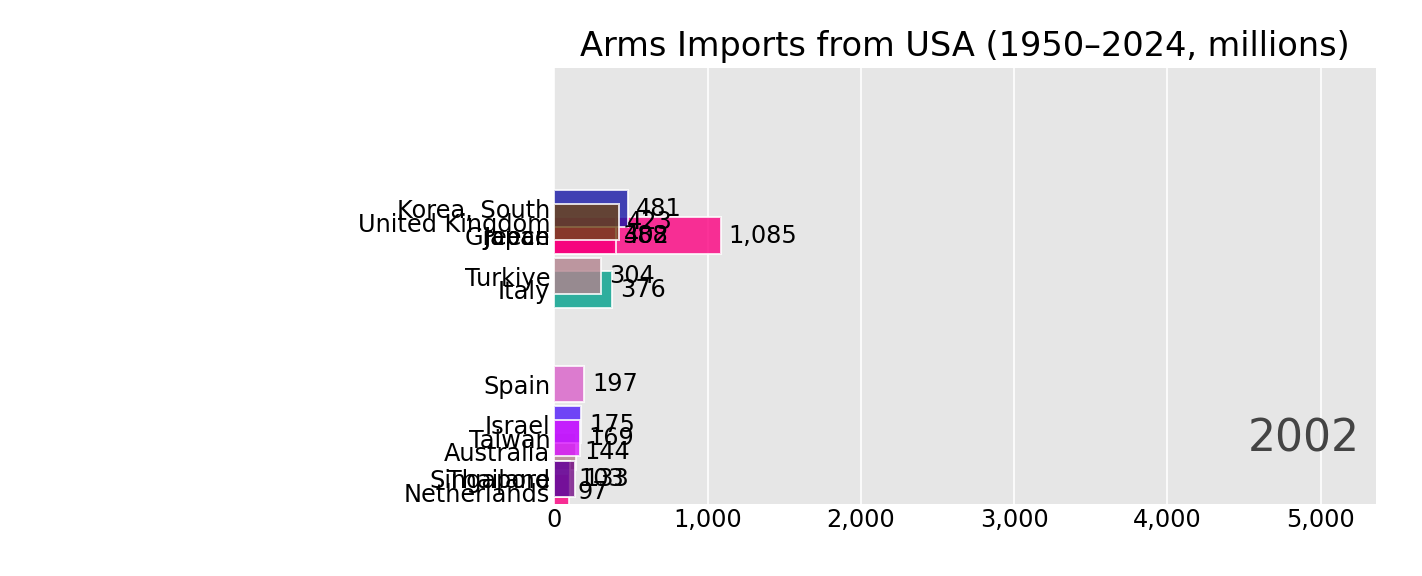 Arms Imports from USA (1950–2024, millions)
Korea, South 481
United Kingdom 423
Greece
Japan
1,085
Turkiye 304
Italy 376
Spain 197
Israel 175
Taiwan 169
Australia 144
Singapore
Thailand
103
133
Netherlands 97
2002
0 1,000 2,000 3,000 4,000 5,000